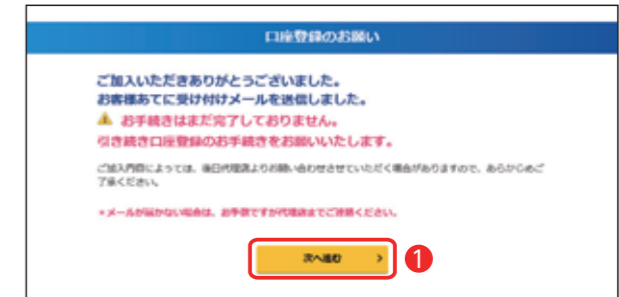 口座登録のお願い
ご加入いただきありがとうございました。
お客様あてに受け付けメールを送信しました。
お手続きはまだ完了しておりません。
引き続き口座登録のお手続きをお願いいたします。
ご加入内容によっては、後日代理店よりお問い合わせさせていただく場合がありますので、あらかじめご
了承ください。
*メールが届かない場合は、お手数ですが代理店までご連絡ください。
次へ進む >
1